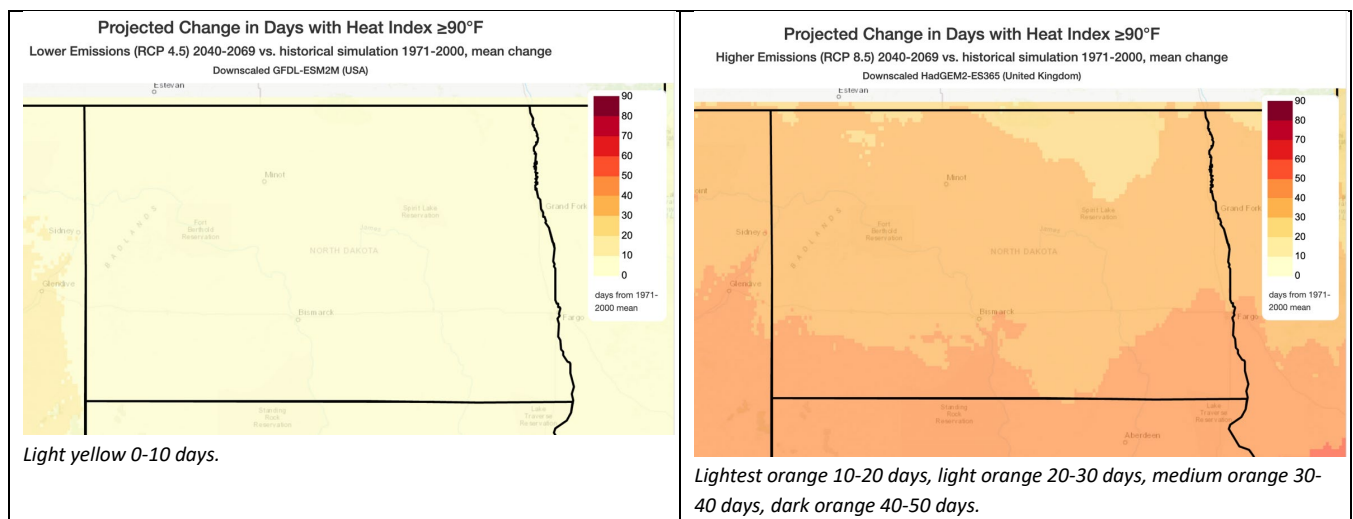 Projected Change in Days with Heat Index ≥90°F
Lower Emissions (RCP 4.5) 2040-2069 vs. historical simulation 1971-2000, mean change
Downscaled GFDL-ESM2M (USA)
Estevan
90
80
70
60
50
40
30
20
10
0
days from 1971-
2000 mean
Minot
Spirit Lake
Reservation
Grand Fork
Fort
Berthold
Reservation
Sidney
BADLANDS
James
NORTH DAKOTA
Glendive
Bismarck
Fargo
Standing
Rock
Reservation
Lake
Traverse
Reservation
Light yellow 0-10 days.
Projected Change in Days with Heat Index ≥90°F
Higher Emissions (RCP 8.5) 2040-2069 vs. historical simulation 1971-2000, mean change
Downscaled HadGEM2-ES365 (United Kingdom)
Estevan
90
80
70
60
50
40
30
20
10
0
days from 1971-
2000 mean
Minot
Spirit Lake
Reservation
Grand Fork
Fort
Berthold
Reservation
Sidney
BADLANDS
James
NORTH DAKOTA
Glendive
Bismarck
Fargo
Standing
Rock
Reservation
Lake
Traverse
Reservation
Aberdeen
Lightest orange 10-20 days, light orange 20-30 days, medium orange 30-
40 days, dark orange 40-50 days.